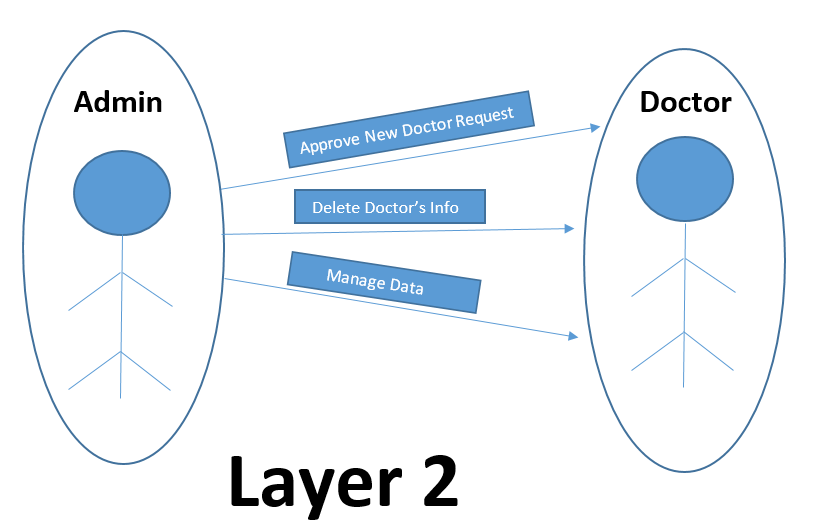 Admin
Doctor
Approve New Doctor Request
Delete Doctor's Info
Manage Data
Layer 2